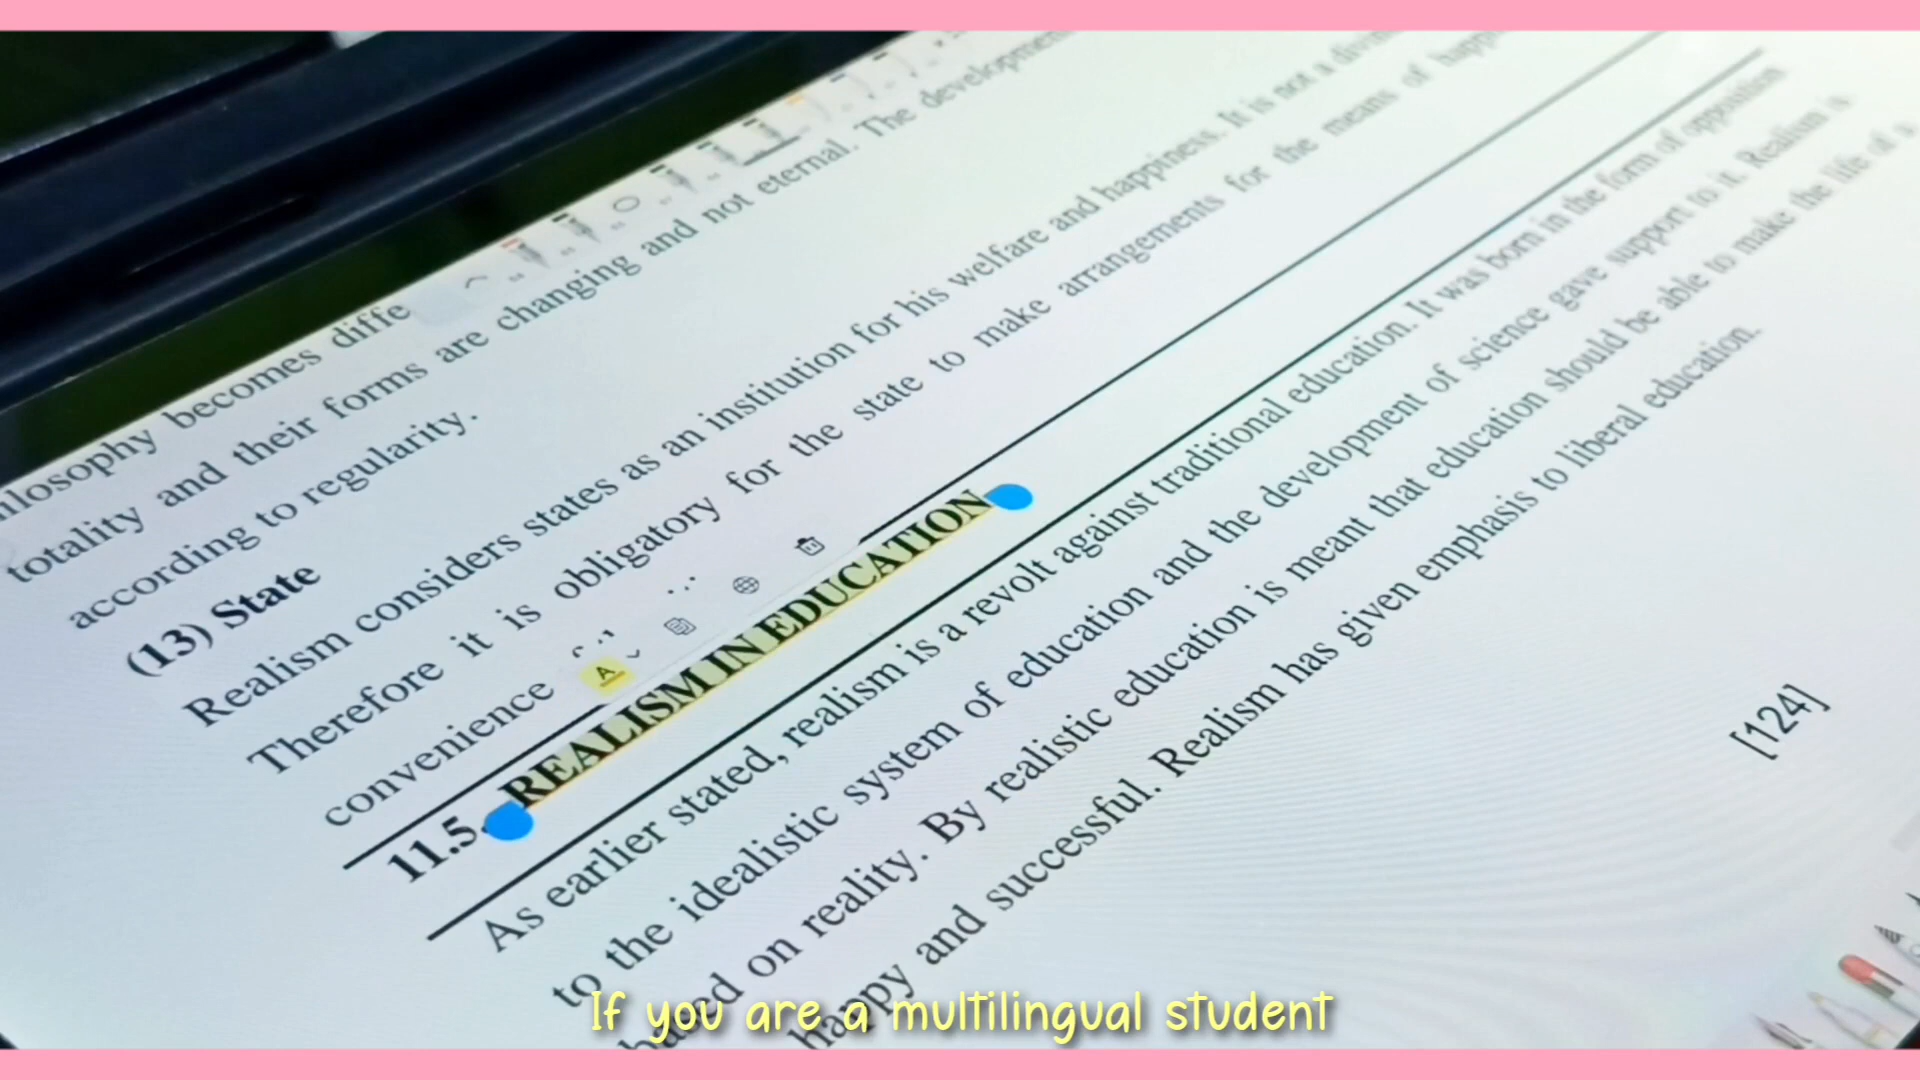 becomes diffe
totality and their forms are changing and not eternal. The development
according to regularity.
(13) State
Realism considers states as an institution for his welfare and happiness. It is not a
Therefore it is obligatory for the state to make arrangements for the means of
convenience
A
11.5. REALISM IN EDUCATION
As earlier stated, realism is a revolt against traditional education. It was born in the form of opposition
to the idealistic system of education and the development of science gave support to it. Realism is
based on reality. By realistic education is meant that education should be able to make the life of a
happy and successful. Realism has given emphasis to liberal education.
[124]
If you are a multilingual student